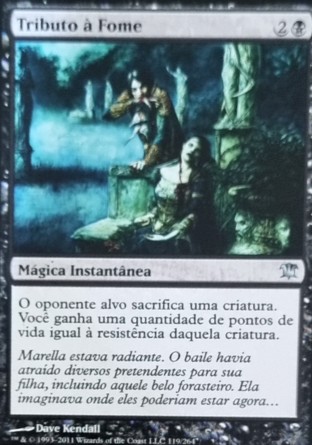 Tributo à Fome 2
Mágica Instantânea
O oponente alvo sacrifica uma criatura.
Você ganha uma quantidade de pontos de
vida igual à resistência daquela criatura.
Marella estava radiante. O baile havia
atraído diversos pretendentes para sua
filha, incluindo aquele belo forasteiro. Ela
imaginava onde eles poderiam estar agora...
Dave Kendall
™ & © 1993-2011 Wizards of the Coast LLC 119/264